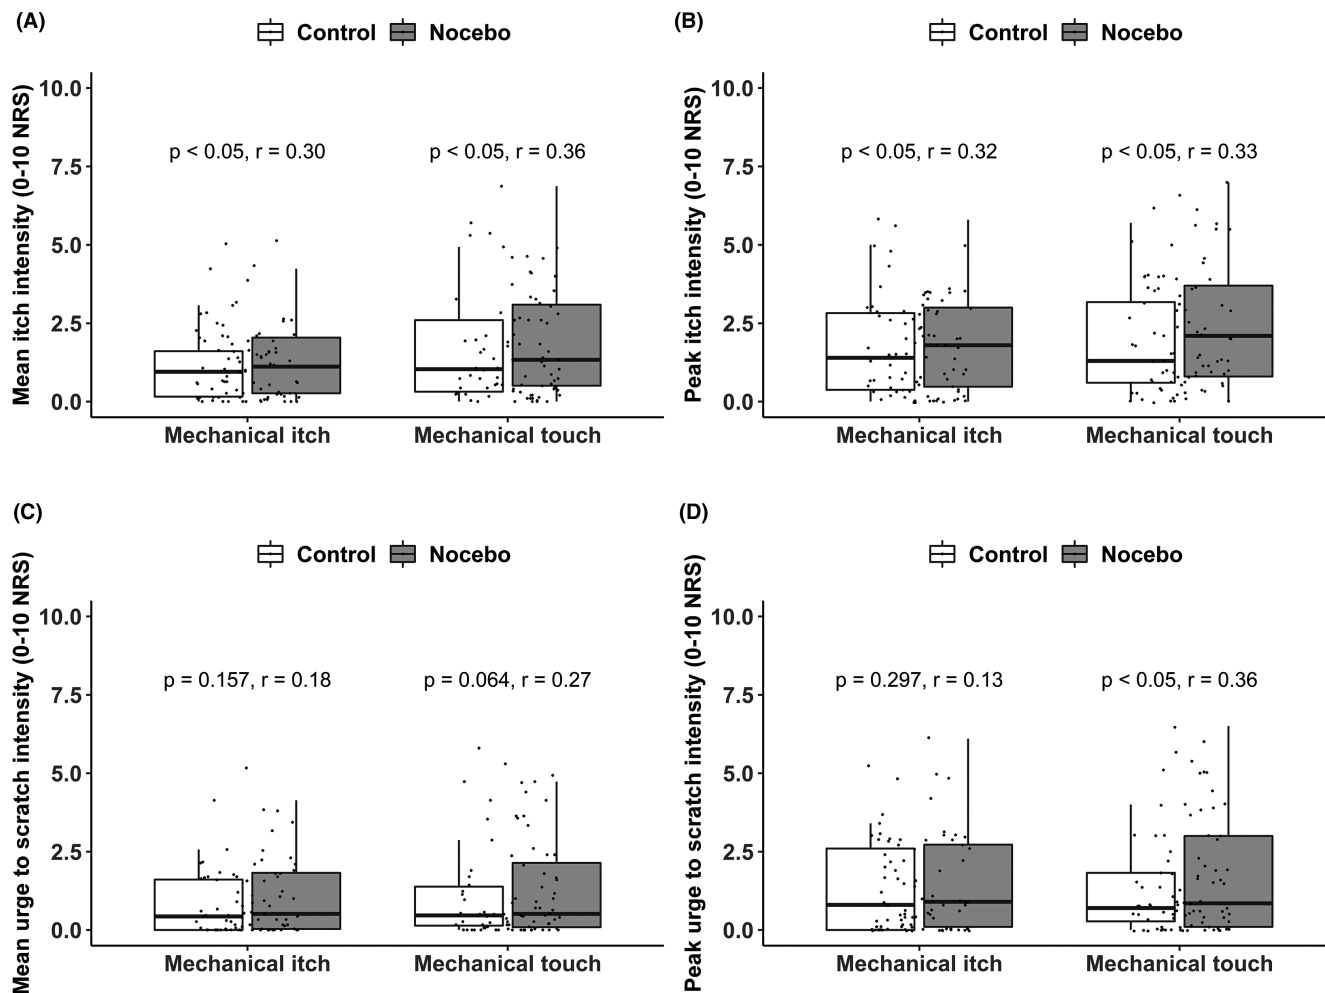 (A)
Control Nocebo
Mean itch intensity (0-10 NRS)
10.0
7.5
5.0
2.5
0.0
p < 0.05, r = 0.30
p < 0.05, r = 0.36
Mechanical itch
Mechanical touch
(B)
Control Nocebo
Peak itch intensity (0-10 NRS)
10.0
7.5
5.0
2.5
0.0
p < 0.05, r = 0.32
p < 0.05, r = 0.33
Mechanical itch
Mechanical touch
(C)
Control Nocebo
Mean urge to scratch intensity (0-10 NRS)
10.0
7.5
5.0
2.5
0.0
p = 0.157, r = 0.18
p = 0.064, r = 0.27
Mechanical itch
Mechanical touch
(D)
Control Nocebo
Peak urge to scratch intensity (0-10 NRS)
10.0
7.5
5.0
2.5
0.0
p = 0.297, r = 0.13
p < 0.05, r = 0.36
Mechanical itch
Mechanical touch